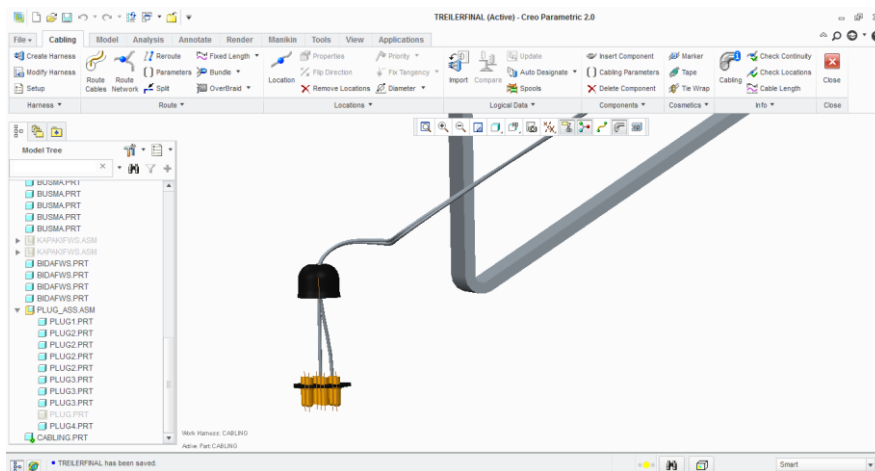 TREILERFINAL (Active) - Creo Parametric 2.0
File Cabling Model Analysis Annotate Render Manikin Tools View Applications
Create Harness
Modify Harness
Setup
Harness
Route Cables
Route Network
Reroute
Parameters
Split
Fixed Length
Bundle
OverBraid
Route
Location
Properties
Flip Direction
Remove Locations
Priority
Fix Tangency
Diameter
Locations
Import
Compare
Update
Auto Designate
Spools
Logical Data
Insert Component
Cabling Parameters
Delete Component
Components
Marker
Tape
Tie Wrap
Cosmetics
Cabling
Check Continuity
Check Locations
Cable Length
Info
Close
Close
Model Tree
BUSMA.PRT
BUSMA.PRT
BUSMA.PRT
BUSMA.PRT
BUSMA.PRT
KAPAKIFWS.ASM
KAPAKIFWS.ASM
BIDAFWS.PRT
BIDAFWS.PRT
BIDAFWS.PRT
BIDAFWS.PRT
PLUG_ASS.ASM
PLUG1.PRT
PLUG2.PRT
PLUG2.PRT
PLUG2.PRT
PLUG2.PRT
PLUG3.PRT
PLUG3.PRT
PLUG3.PRT
PLUG.PRT
PLUG4.PRT
CABLING.PRT
Work Harness: CABLING
Active Part:CABLING
• TREILERFINAL has been saved.
Smart